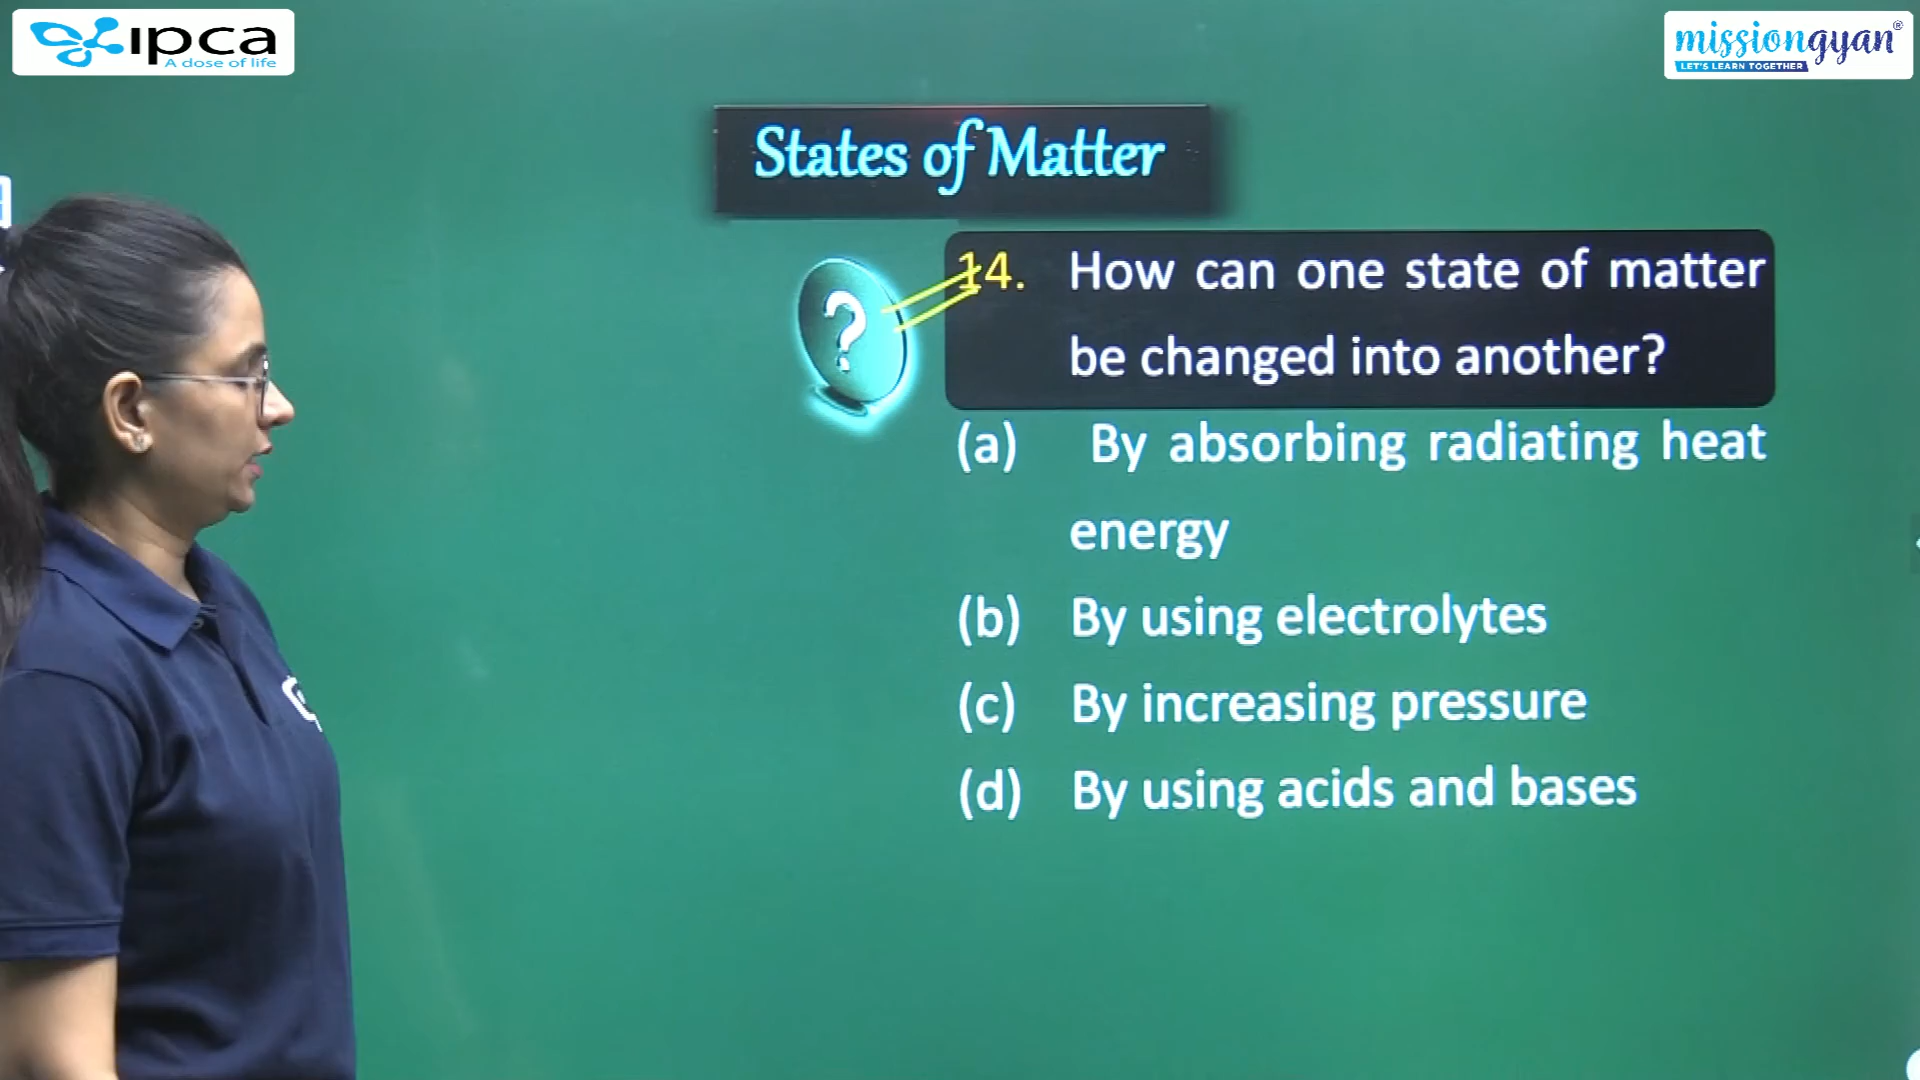 ipca
A dose of life
missiongyan®
LET'S LEARN TOGETHER
States of Matter
?
14. How can one state of matter
be changed into another?
(a) By absorbing radiating heat
energy
(b) By using electrolytes
(c) By increasing pressure
(d) By using acids and bases